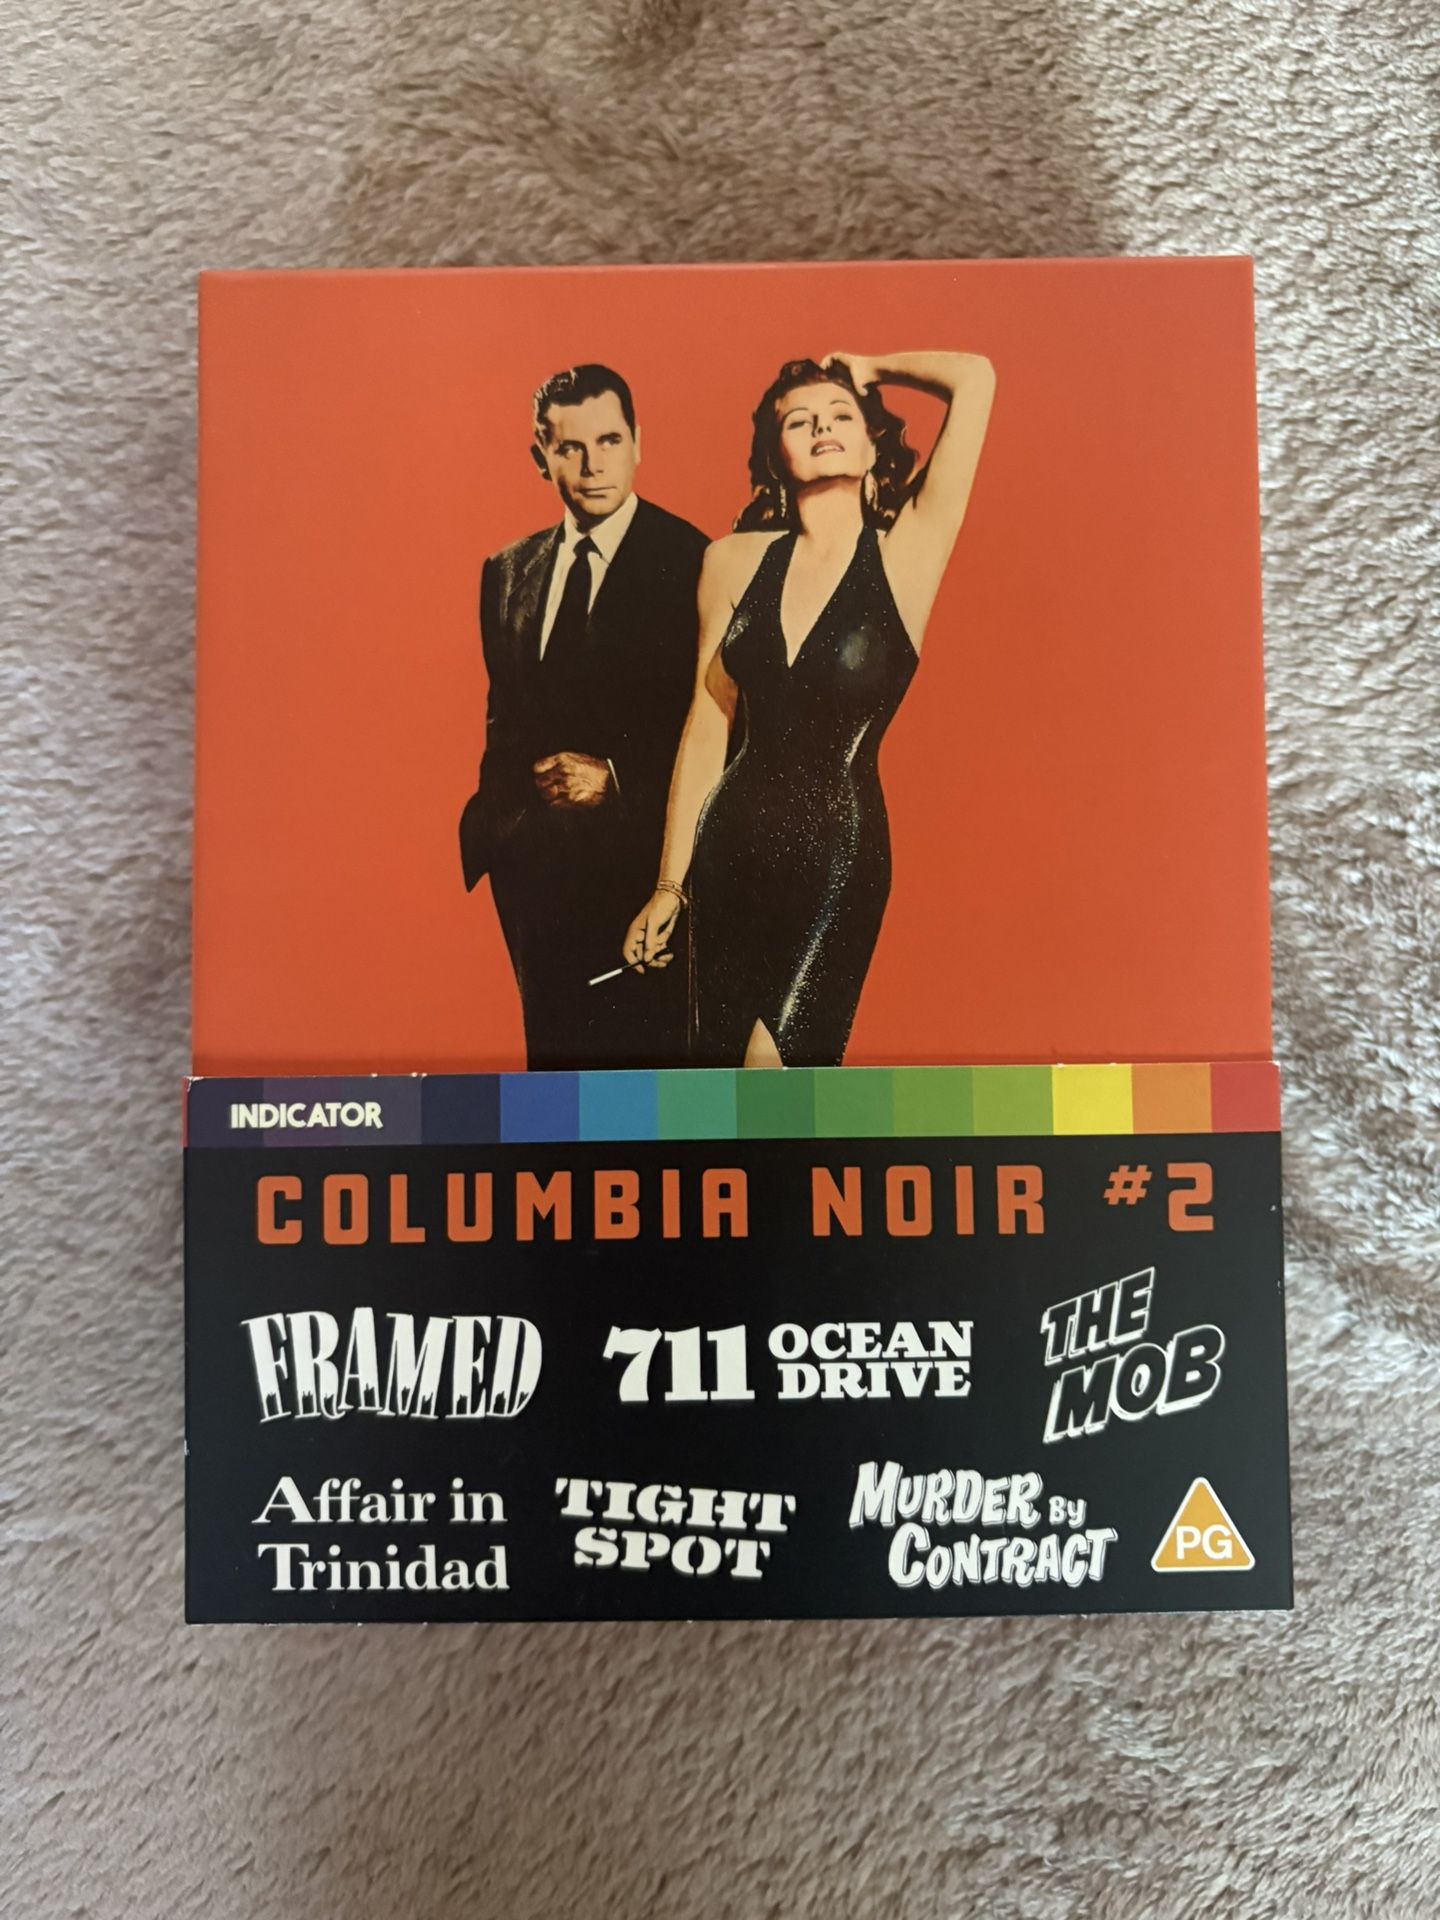 INDICATOR
COLUMBIA NOIR #2
FRAMED
711 OCEAN
DRIVE
THE
MOB
Affair in
Trinidad
TIGHT
SPOT
MURDER BY
CONTRACT
PG